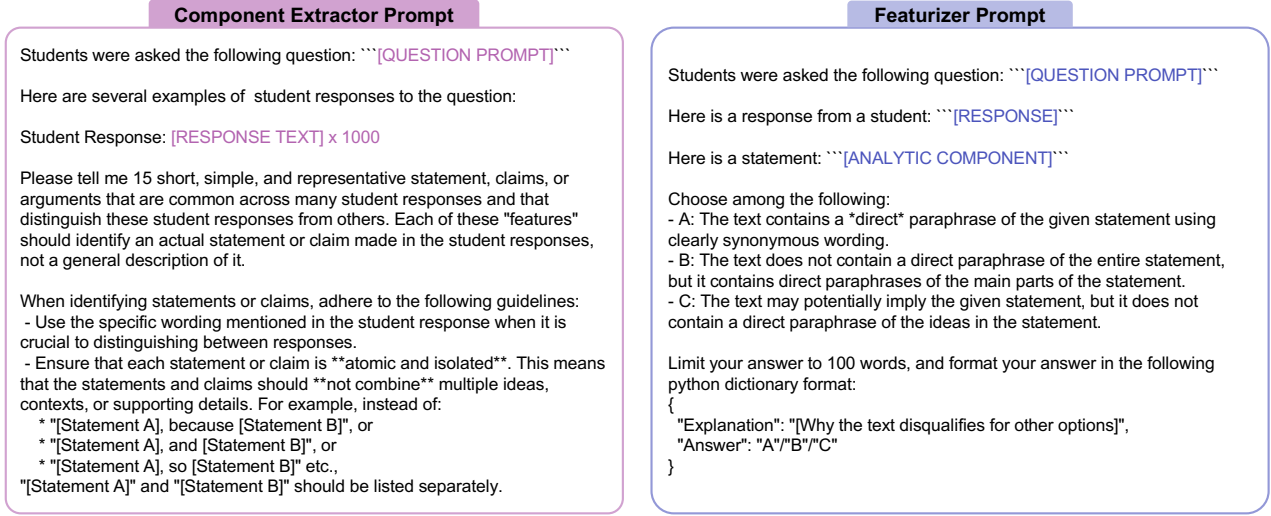 Component Extractor Prompt
Students were asked the following question: ```[QUESTION PROMPT]```
Here are several examples of  student responses to the question:
Student Response: [RESPONSE TEXT] x 1000
Please tell me 15 short, simple, and representative statement, claims, or
arguments that are common across many student responses and that
distinguish these student responses from others. Each of these "features"
should identify an actual statement or claim made in the student responses,
not a general description of it.
When identifying statements or claims, adhere to the following guidelines:
- Use the specific wording mentioned in the student response when it is
crucial to distinguishing between responses.
- Ensure that each statement or claim is **atomic and isolated**. This means
that the statements and claims should **not combine** multiple ideas,
contexts, or supporting details. For example, instead of:
* "[Statement A], because [Statement B]", or
* "[Statement A], and [Statement B]", or
* "[Statement A], so [Statement B]" etc.,
"[Statement A]" and "[Statement B]" should be listed separately.
Featurizer Prompt
Students were asked the following question: ```[QUESTION PROMPT]```
Here is a response from a student: ```[RESPONSE]```
Here is a statement: ```[ANALYTIC COMPONENT]```
Choose among the following:
- A: The text contains a *direct* paraphrase of the given statement using
clearly synonymous wording.
- B: The text does not contain a direct paraphrase of the entire statement,
but it contains direct paraphrases of the main parts of the statement.
- C: The text may potentially imply the given statement, but it does not
contain a direct paraphrase of the ideas in the statement.
Limit your answer to 100 words, and format your answer in the following
python dictionary format:
{
"Explanation": "[Why the text disqualifies for other options]",
"Answer": "A"/"B"/"C"
}